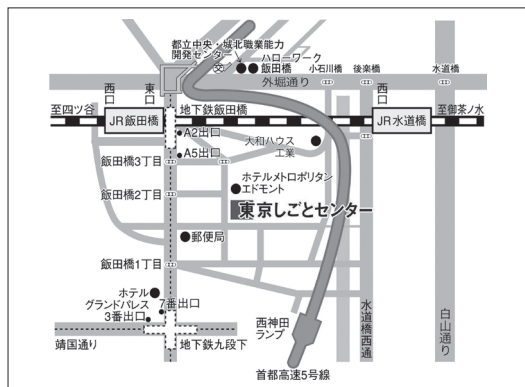 都立中央・城北職業能力
開発センター
ハローワーク
飯田橋
小石川橋
後楽橋
水道橋
外堀通り
西口
東口
西口
至四ツ谷
地下鉄飯田橋
至御茶ノ水
JR飯田橋
JR水道橋
A2出口
大和ハウス
工業
A5出口
飯田橋3丁目
ホテルメトロポリタン
エドモント
飯田橋2丁目
東京しごとセンター
郵便局
飯田橋1丁目
ホテル
グランドパレス
7番出口
3番出口
西神田
ランプ
水道橋西通り
白山通り
靖国通り
地下鉄九段下
首都高速5号線